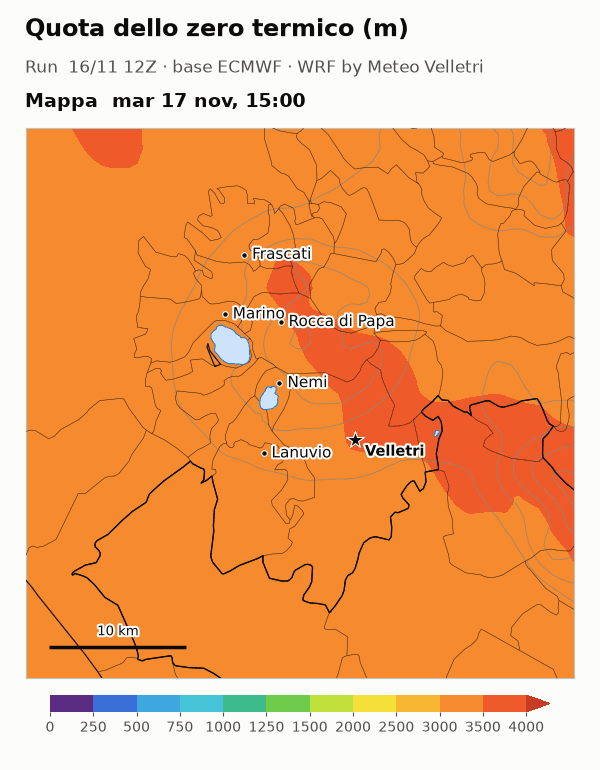 Quota dello zero termico (m)
Run  16/11 12Z · base ECMWF · WRF by Meteo Velletri
Mappa  mar 17 nov, 15:00
Frascati
Marino
Rocca di Papa
Nemi
Velletri
Lanuvio
10 km
0 250 500 750 1000 1250 1500 2000 2500 3000 3500 4000